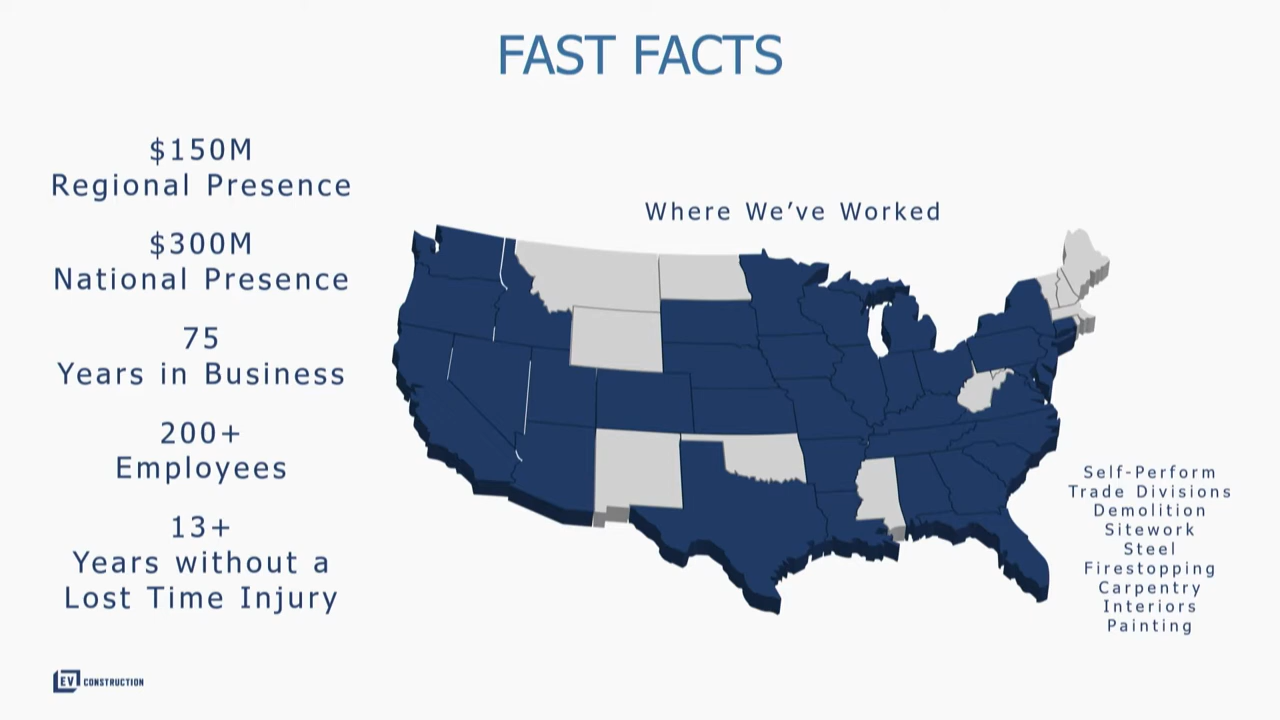 FAST FACTS
$150M
Regional Presence
$300M
National Presence
75
Years in Business
200+
Employees
13+
Years without a
Lost Time Injury
Where We’ve Worked
Self-Perform
Trade Divisions
Demolition
Sitework
Steel
Firestopping
Carpentry
Interiors
Painting
EV CONSTRUCTION